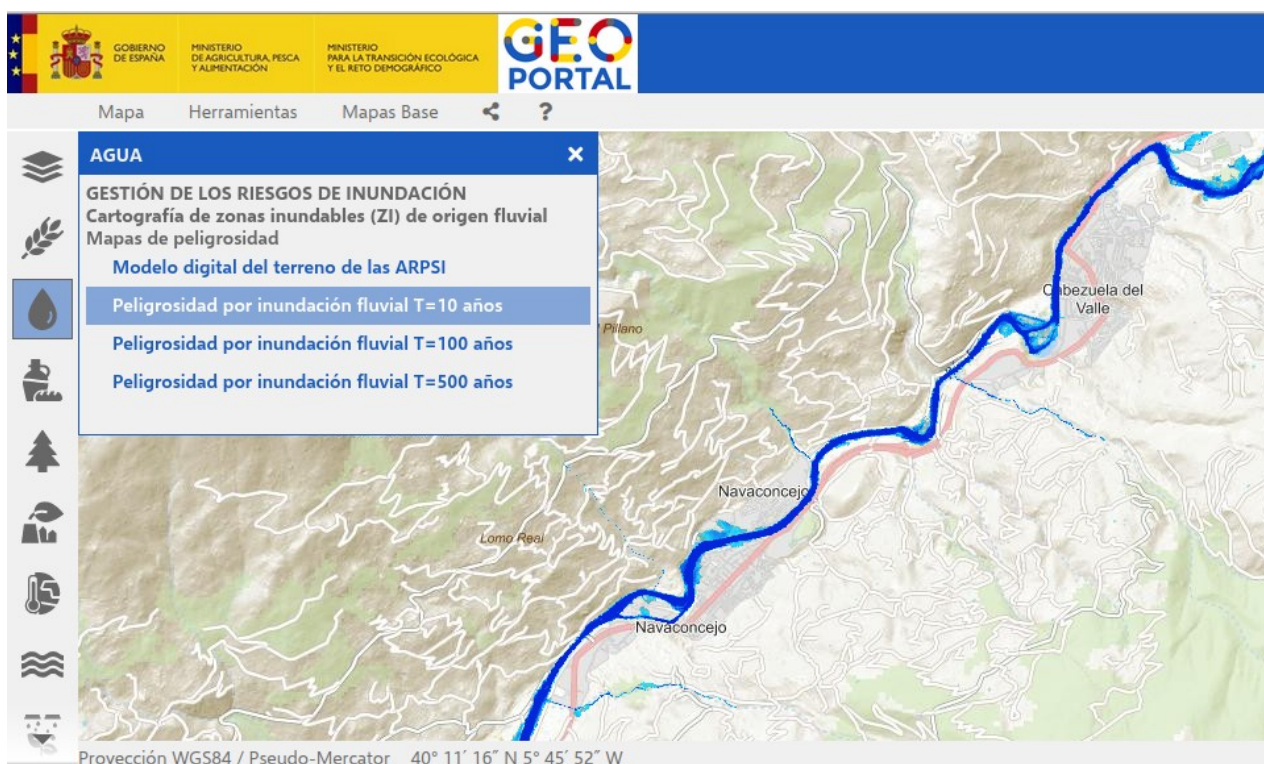 GOBIERNO
DE ESPAÑA
MINISTERIO
DE AGRICULTURA, PESCA
Y ALIMENTACIÓN
MINISTERIO
PARA LA TRANSICIÓN ECOLÓGICA
Y EL RETO DEMOGRÁFICO
GEO
PORTAL
Mapa Herramientas Mapas Base ?
AGUA
GESTIÓN DE LOS RIESGOS DE INUNDACIÓN
Cartografía de zonas inundables (ZI) de origen fluvial
Mapas de peligrosidad
Modelo digital del terreno de las ARPSI
Peligrosidad por inundación fluvial T=10 años
Peligrosidad por inundación fluvial T=100 años
Peligrosidad por inundación fluvial T=500 años
Cabezuela del
Valle
Pillano
Navaconcejo
Lomo Real
Navaconcejo
Proyección WGS84 / Pseudo-Mercator 40° 11´ 16˝ N 5° 45´ 52˝ W